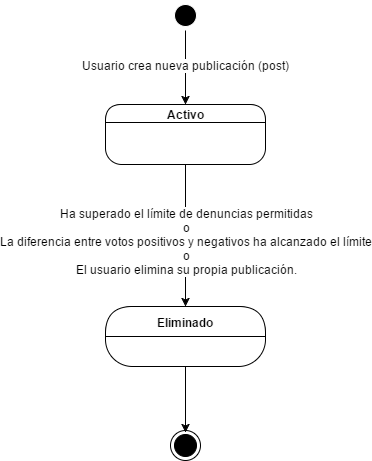 Usuario crea nueva publicación (post)
Activo
Ha superado el límite de denuncias permitidas
o
La diferencia entre votos positivos y negativos ha alcanzado el límite
o
El usuario elimina su propia publicación.
Eliminado